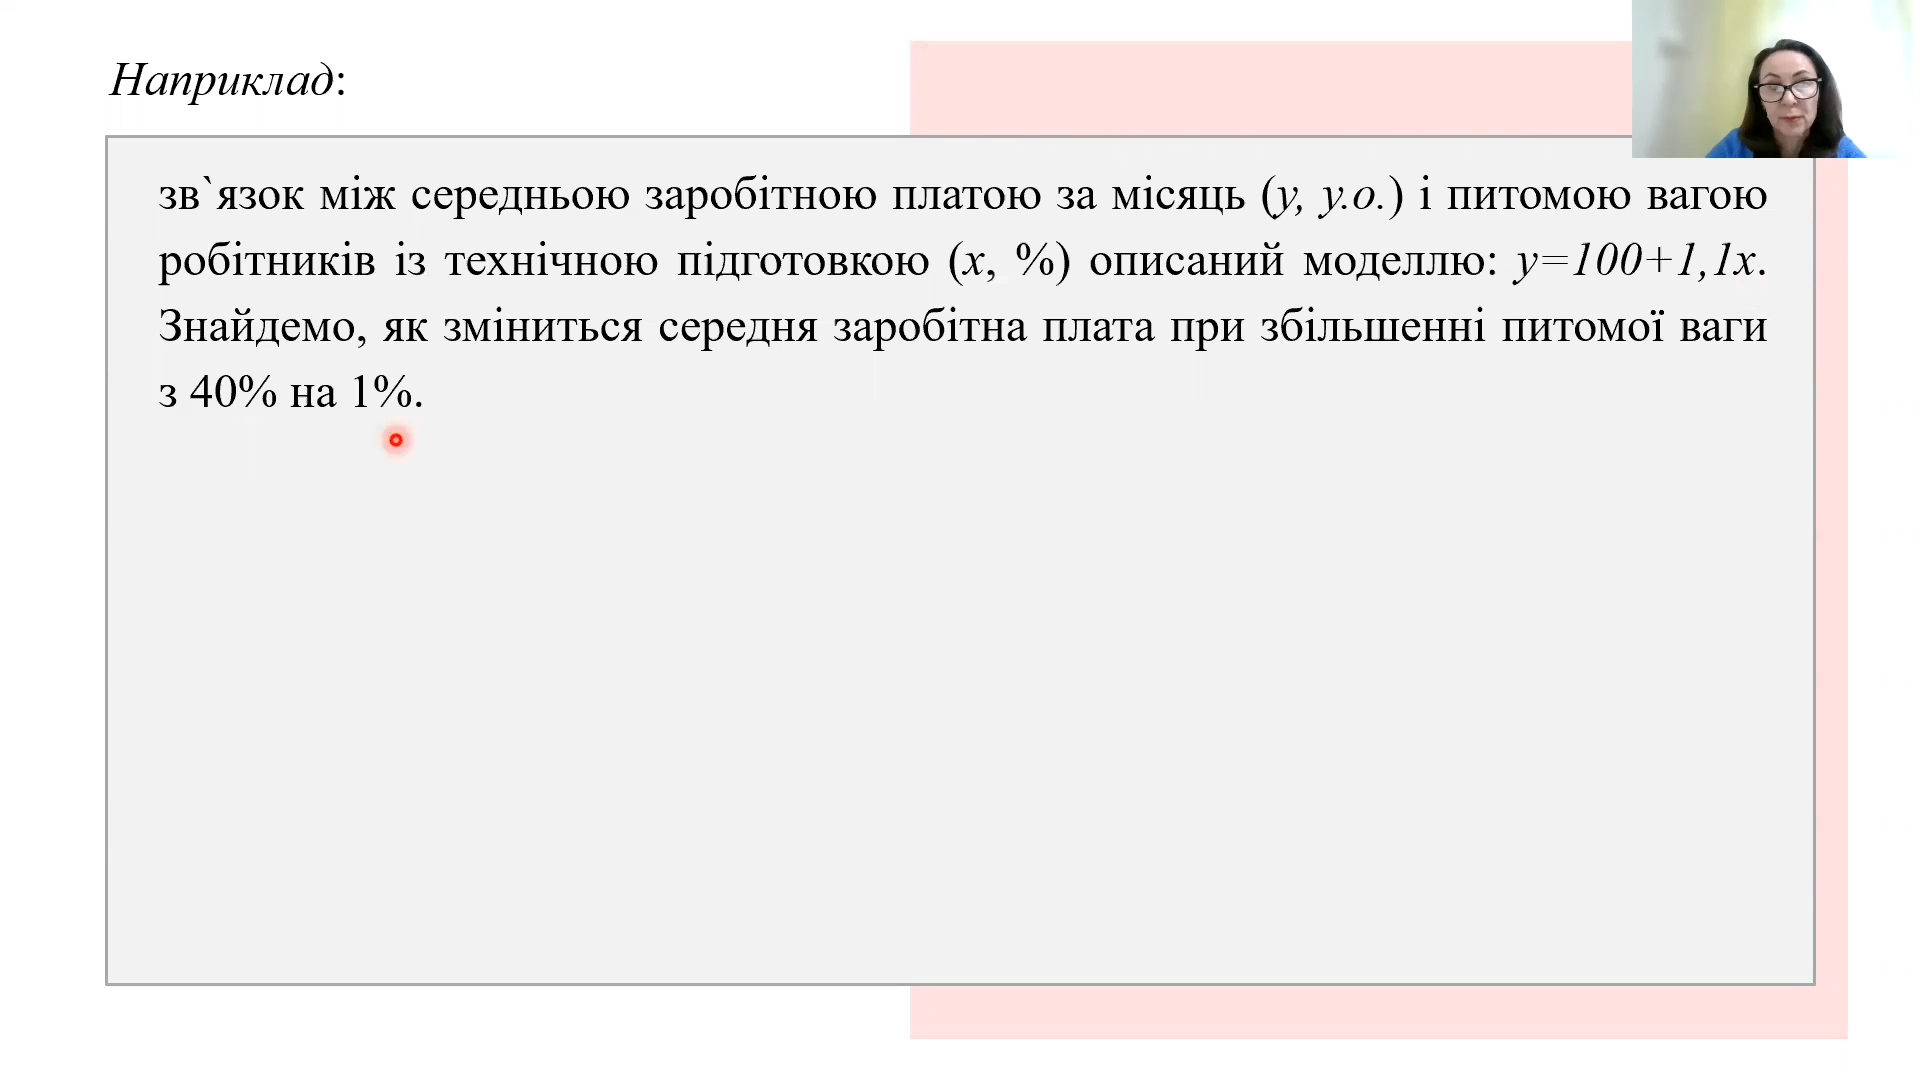 Наприклад:
зв`язок між середньою заробітною платою за місяць (у, у.о.) і питомою вагою
робітників із технічною підготовкою (х, %) описаний моделлю: у=100+1,1х.
Знайдемо, як зміниться середня заробітна плата при збільшенні питомої ваги
з 40% на 1%.